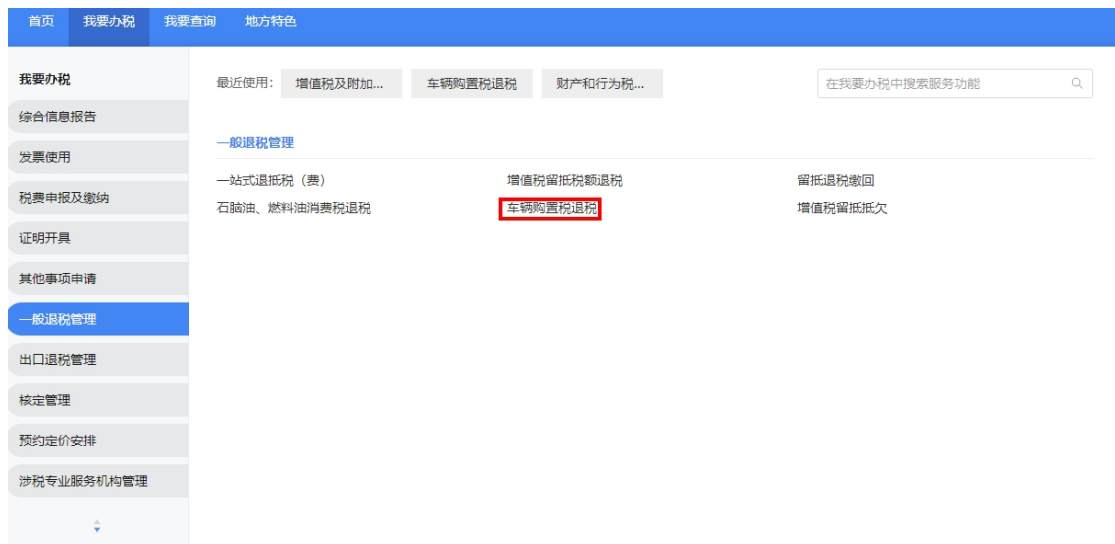 首页 我要办税 我要查询 地方特色
我要办税
综合信息报告
发票使用
税费申报及缴纳
证明开具
其他事项申请
一般退税管理
出口退税管理
核定管理
预约定价安排
涉税专业服务机构管理
最近使用： 增值税及附加... 车辆购置税退税 财产和行为税... 在我要办税中搜索服务功能
一般退税管理
一站式退抵税（费） 增值税留抵税额退税 留抵退税缴回
石脑油、燃料油消费税退税 车辆购置税退税 增值税留抵抵欠